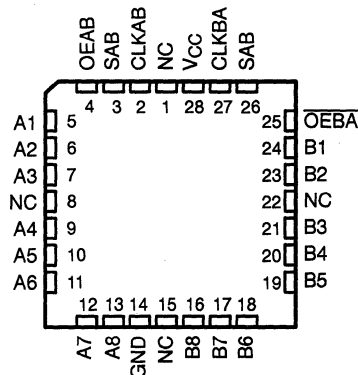 OEAB SAB CLKAB NC VCC CLKBA SAB
4 3 2 1 28 27 26
A1 5 25 OEBA
A2 6 24 B1
A3 7 23 B2
NC 8 22 NC
A4 9 21 B3
A5 10 20 B4
A6 11 19 B5
12 13 14 15 16 17 18
A7 A8 GND NC B8 B7 B6